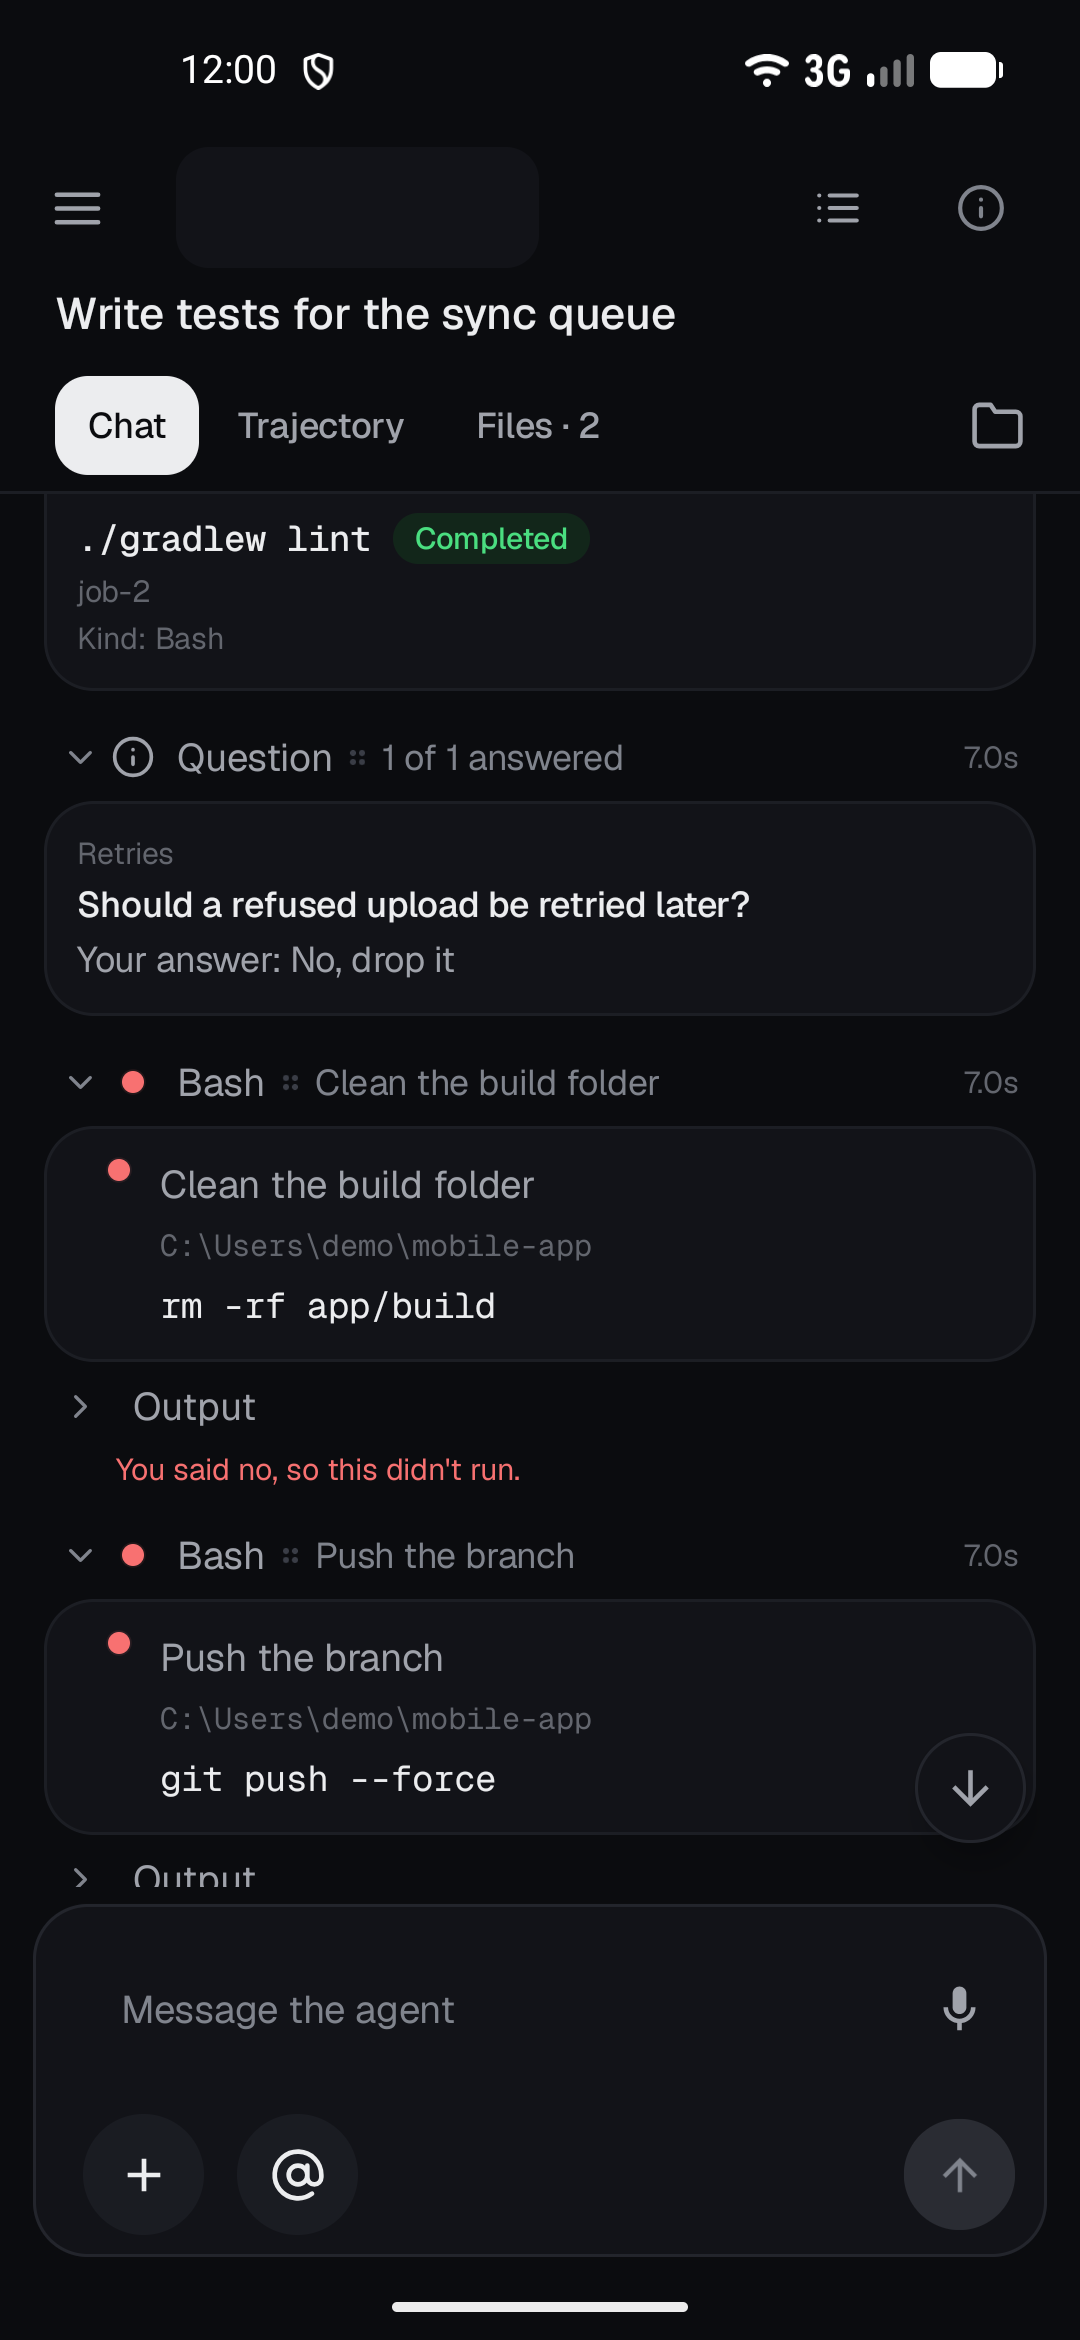 12:00
3G
Write tests for the sync queue
Chat
Trajectory
Files · 2
./gradlew lint
Completed
job-2
Kind: Bash
Question
1 of 1 answered
7.0s
Retries
Should a refused upload be retried later?
Your answer: No, drop it
Bash
Clean the build folder
7.0s
Clean the build folder
C:\Users\demo\mobile-app
rm -rf app/build
Output
You said no, so this didn't run.
Bash
Push the branch
7.0s
Push the branch
C:\Users\demo\mobile-app
git push --force
Output
Message the agent